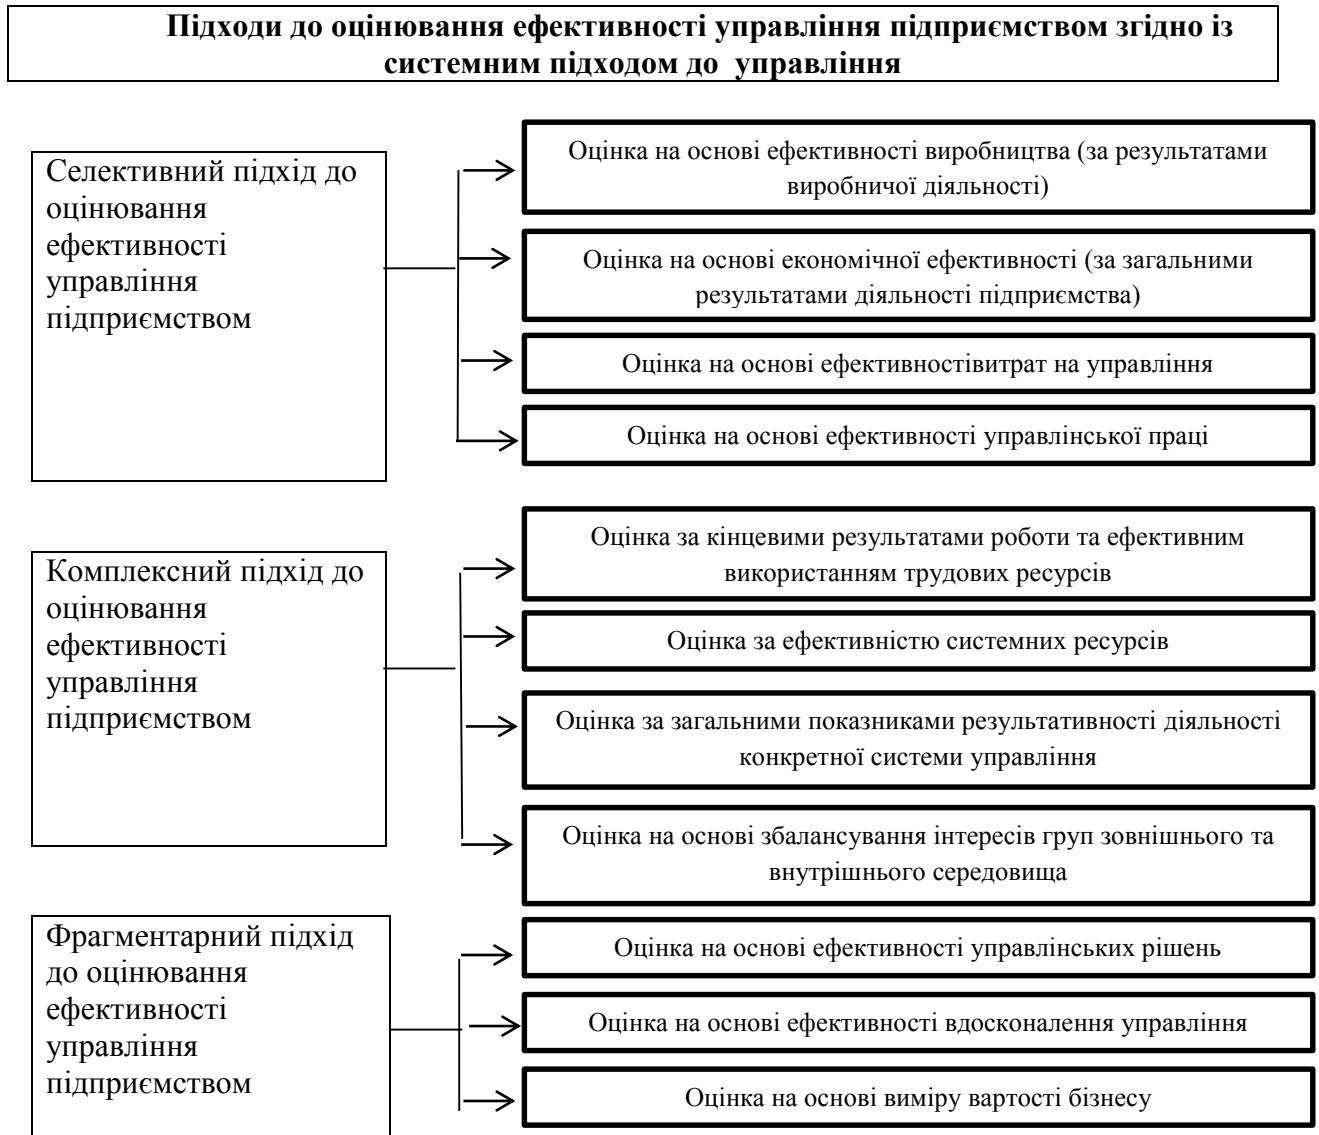 Підходи до оцінювання ефективності управління підприємством згідно із
системним підходом до управління
Селективний підхід до
оцінювання
ефективності
управління
підприємством
Оцінка на основі ефективності виробництва (за результатами
виробничої діяльності)
Оцінка на основі економічної ефективності (за загальними
результатами діяльності підприємства)
Оцінка на основі ефективностівитрат на управління
Оцінка на основі ефективності управлінської праці
Комплексний підхід до
оцінювання
ефективності
управління
підприємством
Оцінка за кінцевими результатами роботи та ефективним
використанням трудових ресурсів
Оцінка за ефективністю системних ресурсів
Оцінка за загальними показниками результативності діяльності
конкретної системи управління
Оцінка на основі збалансування інтересів груп зовнішнього та
внутрішнього середовища
Фрагментарний підхід
до оцінювання
ефективності
управління
підприємством
Оцінка на основі ефективності управлінських рішень
Оцінка на основі ефективності вдосконалення управління
Оцінка на основі виміру вартості бізнесу